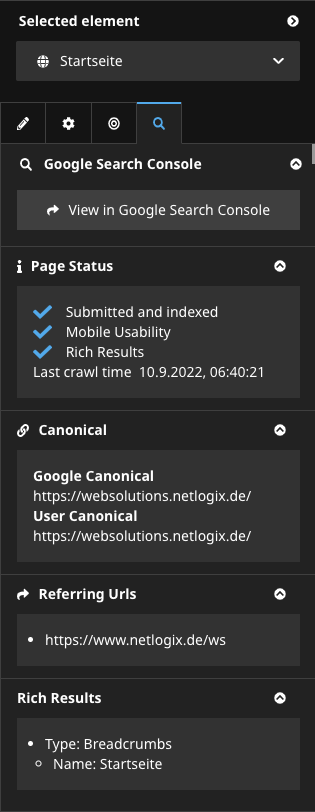 Selected element
Startseite
Google Search Console
View in Google Search Console
Page Status
Submitted and indexed
Mobile Usability
Rich Results
Last crawl time 10.9.2022, 06:40:21
Canonical
Google Canonical
https://websolutions.netlogix.de/
User Canonical
https://websolutions.netlogix.de/
Referring Urls
https://www.netlogix.de/ws
Rich Results
Type: Breadcrumbs
Name: Startseite